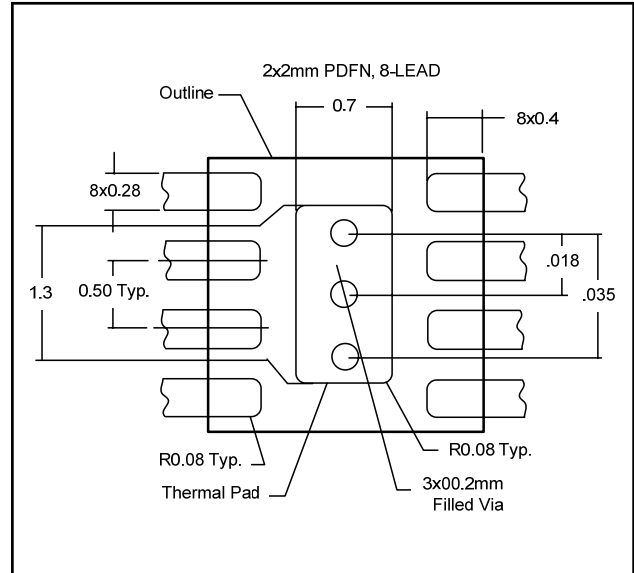 2x2mm PDFN, 8-LEAD
Outline
0.7
8x0.4
8x0.28
1.3
0.50 Typ.
.018
.035
R0.08 Typ.
R0.08 Typ.
Thermal Pad
3x00.2mm
Filled Via